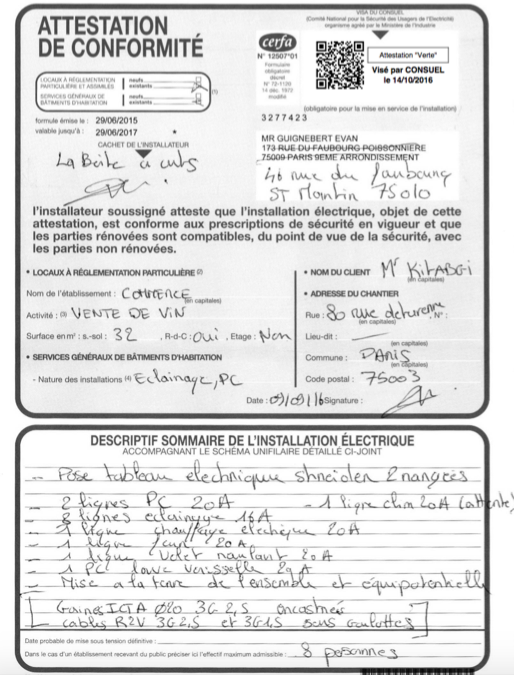 ATTESTATION
DE CONFORMITÉ
cerfa
N° 12507*01
Formulaire
obligatoire
décret
N° 72-1120
14 déc. 1972
modifié
VISA DU CONSUEL
(Comité National pour la Sécurité des Usagers de l'Électricité)
organisme agréé par le Ministère de l'Industrie
Attestation "Verte"
Visé par CONSUEL
le 14/10/2016
LOCAUX À RÉGLEMENTATION
PARTICULIÈRE ET ASSIMILÉS
neufs
existants
SERVICES GÉNÉRAUX DE
BÂTIMENTS D'HABITATION
neufs
existants
(1)
(obligatoire pour la mise en service de l'installation)
formule émise le : 29/06/2015
valable jusqu'à : 29/06/2017
CACHET DE L'INSTALLATEUR
La Boite à cubs
3277423
MR GUIGNEBERT EVAN
173 RUE DU FAUBOURG POISSONNIERE
75009 PARIS 9EME ARRONDISSEMENT
46 rue du faubourg
ST Martin 75010
l'installateur soussigné atteste que l'installation électrique, objet de cette
attestation, est conforme aux prescriptions de sécurité en vigueur et que
les parties rénovées sont compatibles, du point de vue de la sécurité, avec
les parties non rénovées.
• LOCAUX À RÉGLEMENTATION PARTICULIÈRE (2)
Nom de l'établissement : COMMERCE
(en capitales)
Activité : (3) VENTE DE VIN
Surface en m² : s.-sol : 32 , R-d-C : oui , Etage : Non
• SERVICES GÉNÉRAUX DE BÂTIMENTS D'HABITATION
- Nature des installations (4) Eclairage, PC
• NOM DU CLIENT Mr KitABGi
(en capitales)
• ADRESSE DU CHANTIER
Rue : 80 rue de turenne N° :
(en capitales)
Lieu-dit :
(en capitales)
Commune : PARIS
(en capitales)
Code postal : 75003
Date : 09/09/16 Signature :
DESCRIPTIF SOMMAIRE DE L'INSTALLATION ÉLECTRIQUE
ACCOMPAGNANT LE SCHÉMA UNIFILAIRE DÉTAILLÉ CI-JOINT
- Pose tableau electrique shneider 2 rangées
- 2 lignes PC 20A - 1 ligne clim 20A (attente)
- 8 lignes eclairage 16A
- 1 ligne chauffage electrique 20A
- 1 ligne four 20A
- 1 ligne volet roulant 20A
- 1 PC lave vaisselle 20A
- Mise a la terre de l'ensemble et équipotentielle
Gaines ICTA Ø20 3G 2,5 encastrées
cables R2V 3G 2,5 et 3G1,5 sous Goulottes
Date probable de mise sous tension définitive :
Dans le cas d'un établissement recevant du public préciser ici l'effectif maximum admissible : 8 personnes